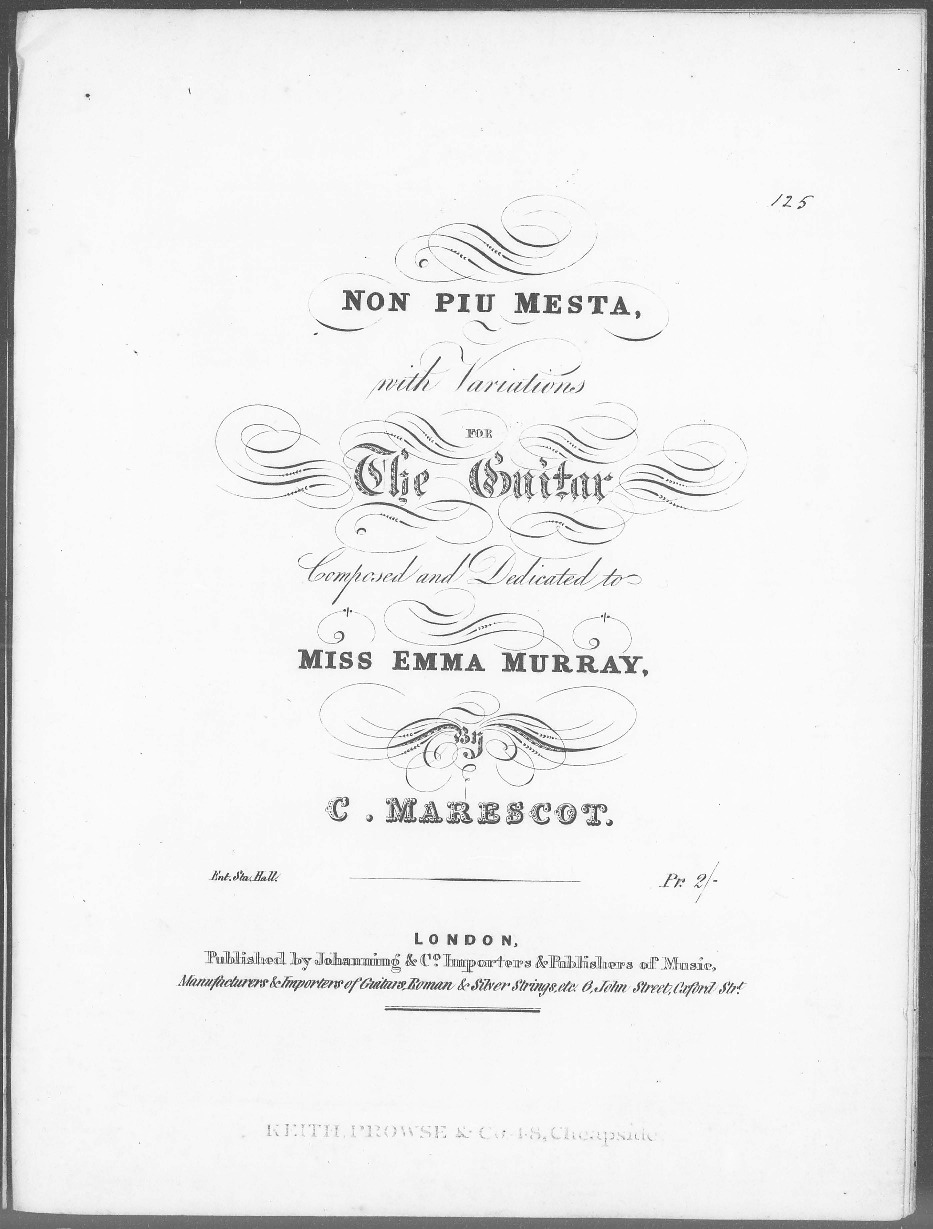 125
NON PIU MESTA,
with Variations
FOR
The Guitar
Composed and Dedicated to
MISS EMMA MURRAY,
By
C. MARESCOT.
Ent. Sta. Hall. Pr. 2/-
LONDON,
Published by Johanning & Co. Importers & Publishers of Music,
Manufacturers & Importers of Guitars, Roman & Silver Strings, etc. 6, John Street, Oxford Strt.
KEITH, PROWSE & Co. 48, Cheapside